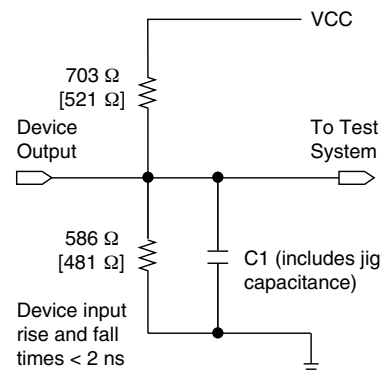 VCC
703 Ω
[521 Ω]
Device
Output
To Test
System
586 Ω
[481 Ω]
C1 (includes jig
capacitance)
Device input
rise and fall
times < 2 ns